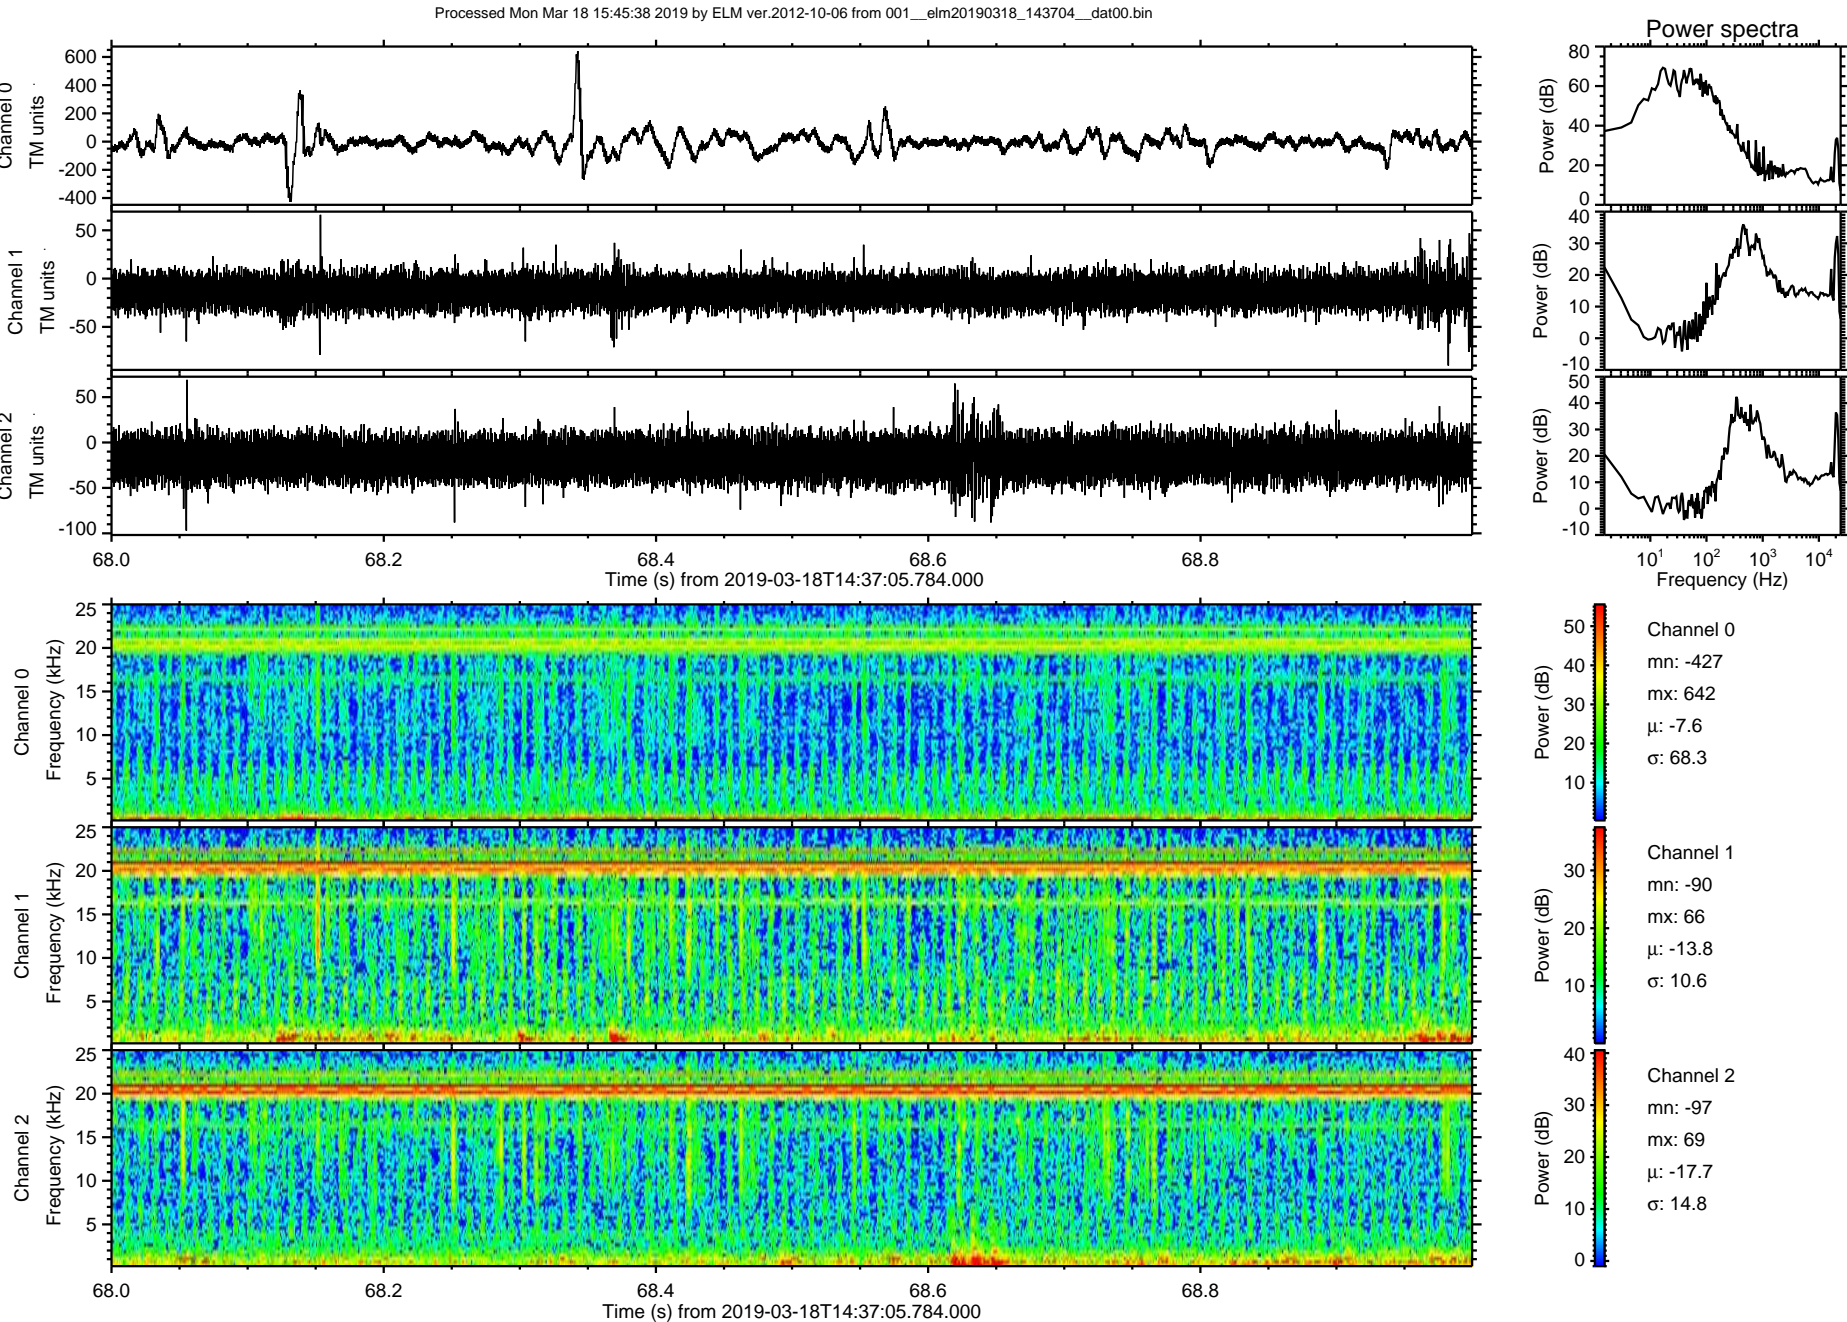 Processed Mon Mar 18 15:45:38 2019 by ELM ver.2012-10-06 from 001__elm20190318_143704__dat00.bin
Power spectra
Channel 0
TM units
600
400
200
0
-200
-400
Power (dB)
80
60
40
20
0
Channel 1
TM units
50
0
-50
Power (dB)
40
30
20
10
0
-10
Channel 2
TM units
50
0
-50
-100
Power (dB)
50
40
30
20
10
0
-10
68.0 68.2 68.4 68.6 68.8
Time (s) from 2019-03-18T14:37:05.784.000
10^1 10^2 10^3 10^4
Frequency (Hz)
Channel 0
Frequency (kHz)
25
20
15
10
5
Power (dB)
50
40
30
20
10
Channel 0
mn: -427
mx: 642
μ: -7.6
σ: 68.3
Channel 1
Frequency (kHz)
25
20
15
10
5
Power (dB)
30
20
10
Channel 1
mn: -90
mx: 66
μ: -13.8
σ: 10.6
Channel 2
Frequency (kHz)
25
20
15
10
5
Power (dB)
40
30
20
10
0
Channel 2
mn: -97
mx: 69
μ: -17.7
σ: 14.8
68.0 68.2 68.4 68.6 68.8
Time (s) from 2019-03-18T14:37:05.784.000